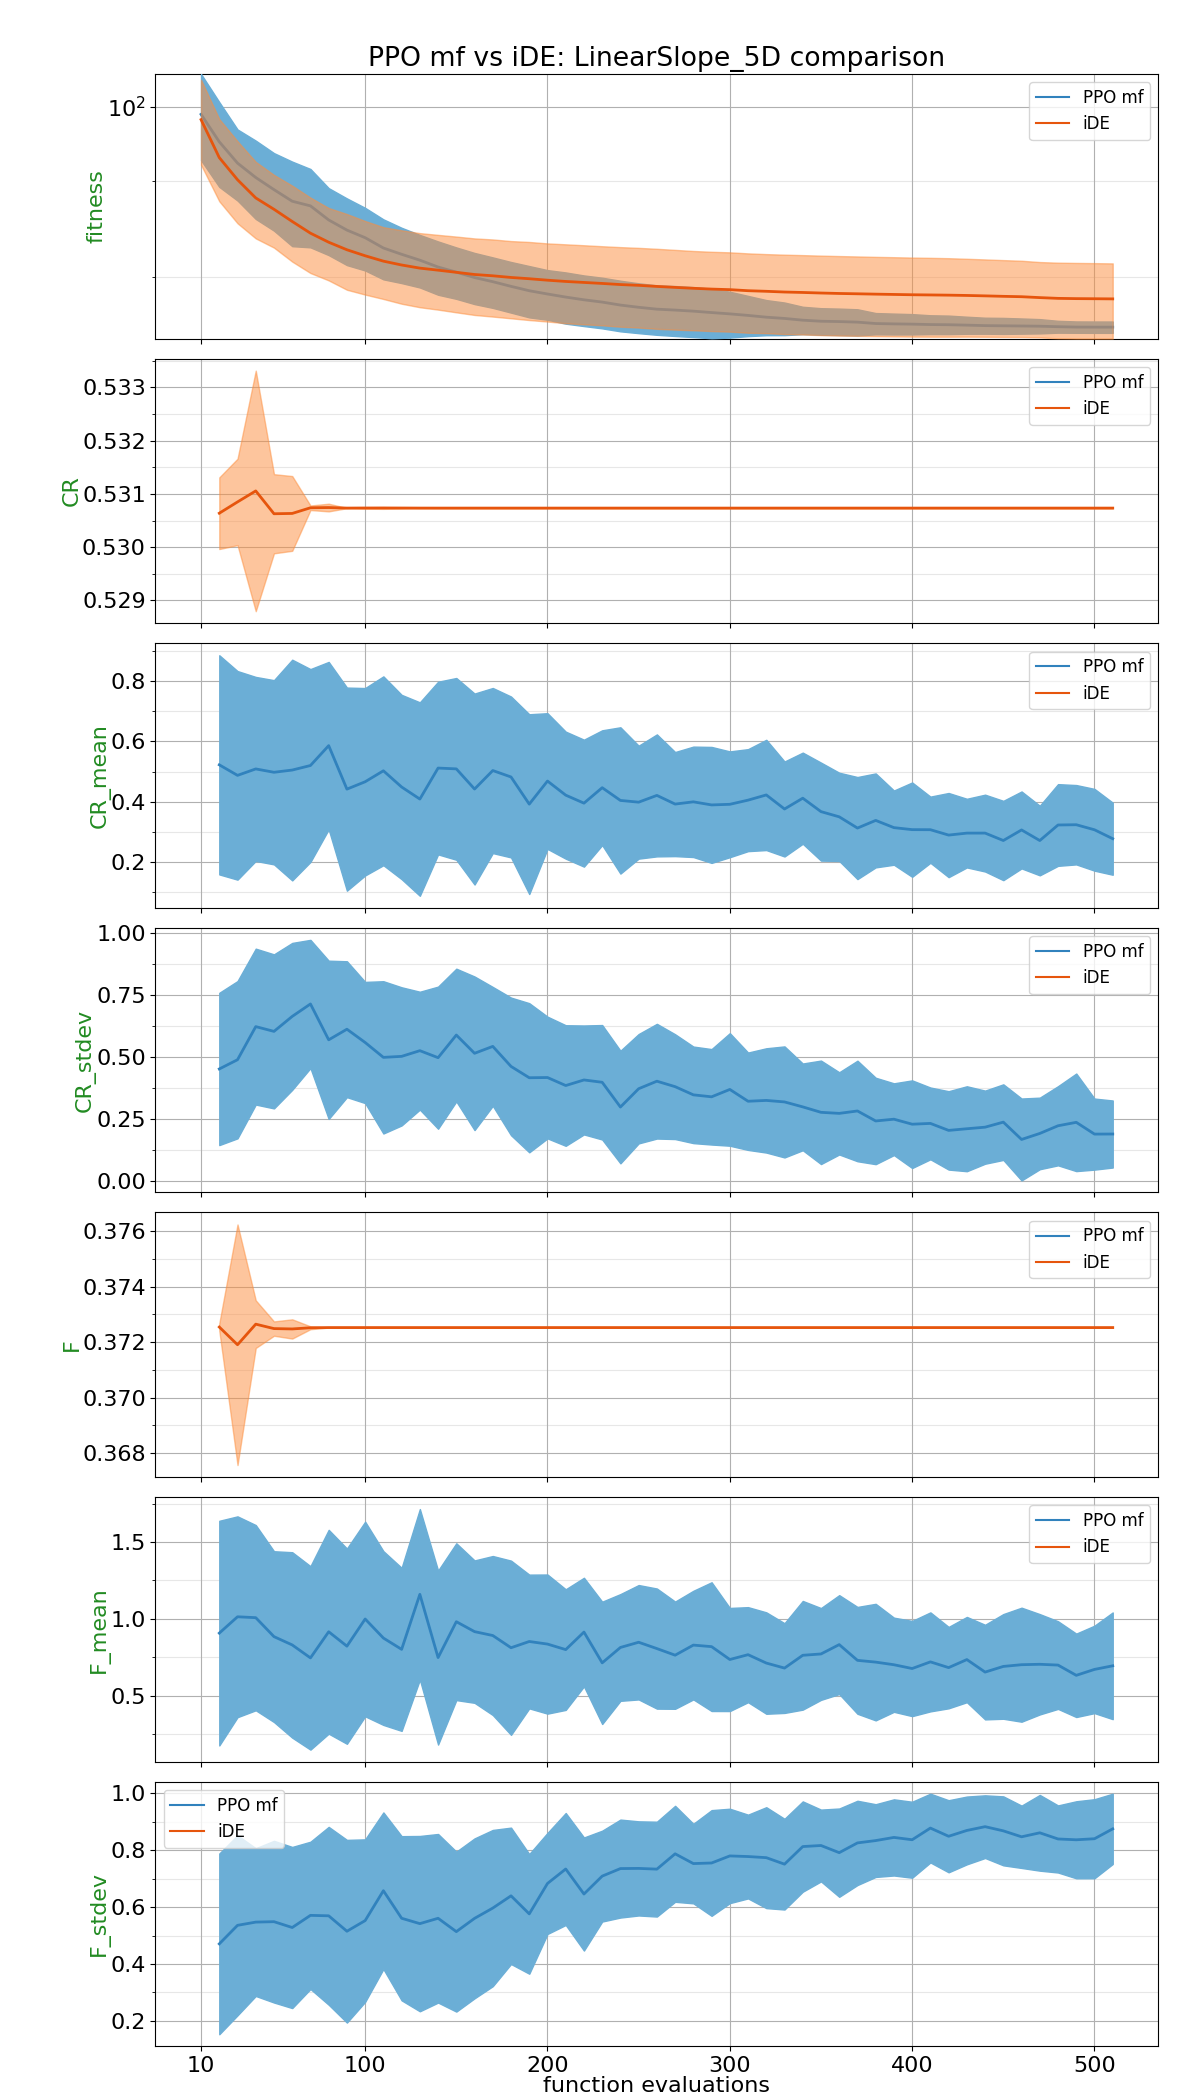 PPO mf vs iDE: LinearSlope_5D comparison
10²
fitness
PPO mf
iDE
0.533
0.532
0.531
0.530
0.529
CR
PPO mf
iDE
0.8
0.6
0.4
0.2
CR_mean
PPO mf
iDE
1.00
0.75
0.50
0.25
0.00
CR_stdev
PPO mf
iDE
0.376
0.374
0.372
0.370
0.368
F
PPO mf
iDE
1.5
1.0
0.5
F_mean
PPO mf
iDE
1.0
0.8
0.6
0.4
0.2
F_stdev
PPO mf
iDE
10 100 200 300 400 500
function evaluations